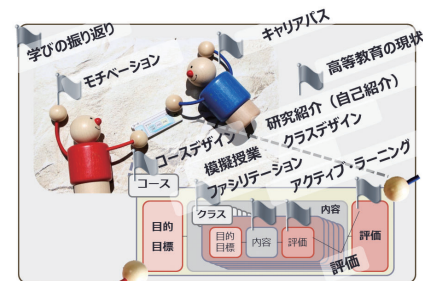 学びの振り返り
キャリアパス
モチベーション
高等教育の現状
研究紹介（自己紹介）
コースデザイン
クラスデザイン
模擬授業
ファシリテーション
アクティブ・ラーニング
コース
クラス
内容
目的
目標
目的
目標
内容
評価
評価
評価